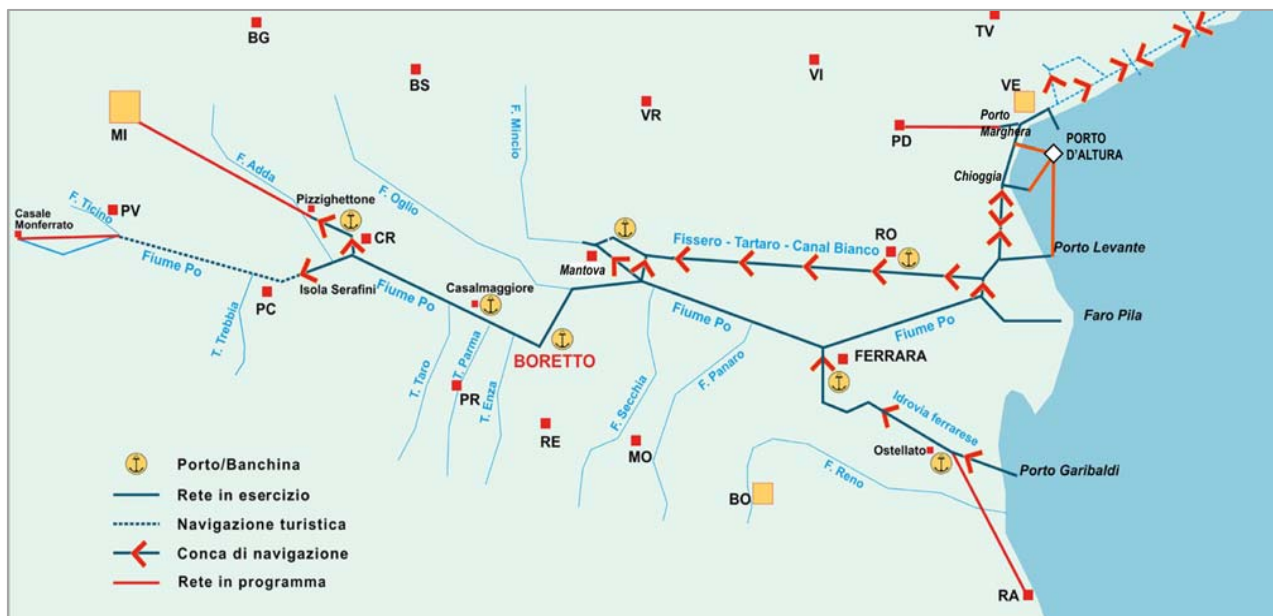 BG
BS
MI
F. Adda
F. Oglio
F. Mincio
VR
VI
TV
VE
PD
Porto
Marghera
PORTO
D'ALTURA
Chioggia
Porto Levante
Faro Pila
Casale
Monferrato
F. Ticino
PV
Pizzighettone
CR
Fiume Po
Isola Serafini
PC
T. Trebbia
Fiume Po
Casalmaggiore
BORETTO
Mantova
Fissero - Tartaro - Canal Bianco
RO
Fiume Po
Fiume Po
FERRARA
T. Taro
T. Parma
PR
T. Enza
RE
F. Secchia
MO
F. Panaro
BO
F. Reno
Idrovia ferrarese
Ostellato
Porto Garibaldi
RA
Porto/Banchina
Rete in esercizio
Navigazione turistica
Conca di navigazione
Rete in programma